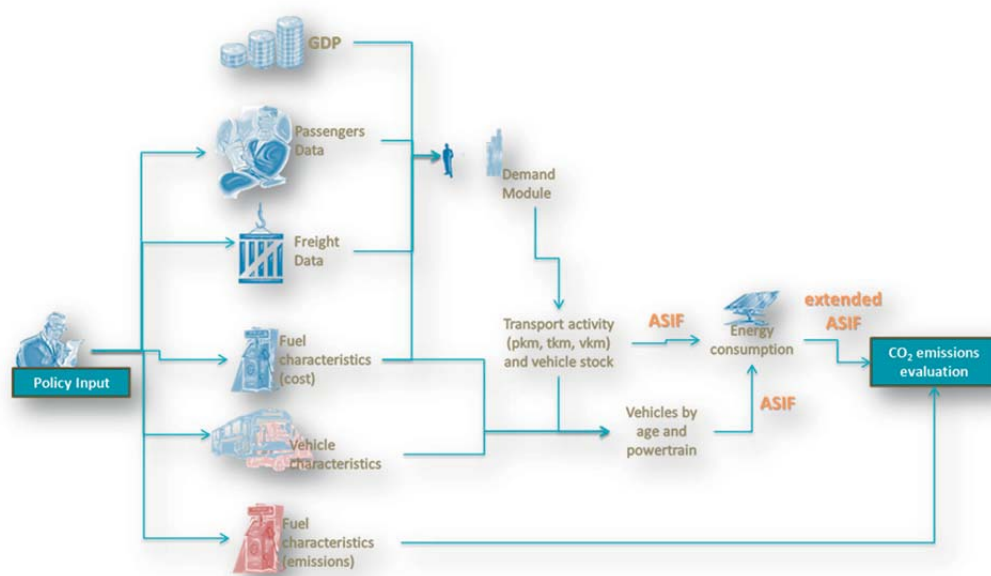 GDP
Passengers
Data
Demand
Module
Freight
Data
Policy Input
Fuel
characteristics
(cost)
Transport activity
(pkm, tkm, vkm)
and vehicle stock
ASIF
Energy
consumption
extended
ASIF
CO₂ emissions
evaluation
Vehicle
characteristics
Vehicles by
age and
powertrain
ASIF
Fuel
characteristics
(emissions)